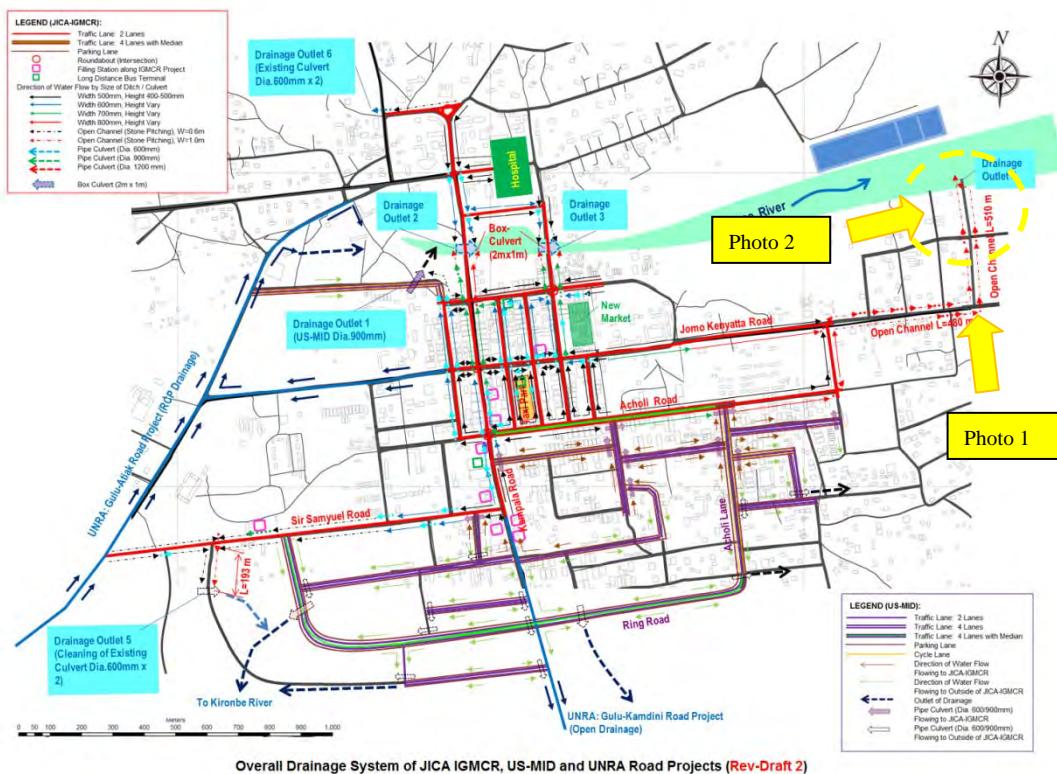 LEGEND (JICA-IGMCR):
Traffic Lane: 2 Lanes
Traffic Lane: 4 Lanes with Median
Parking Lane
Roundabout (Intersection)
Filling Station along IGMCR Project
Long Distance Bus Terminal
Direction of Water Flow by Size of Ditch / Culvert
Width 500mm, Height 400-500mm
Width 600mm, Height Vary
Width 700mm, Height Vary
Width 800mm, Height Vary
Open Channel (Stone Pitching), W=0.6m
Open Channel (Stone Pitching), W=1.0m
Pipe Culvert (Dia. 600mm)
Pipe Culvert (Dia. 900mm)
Pipe Culvert (Dia. 1200 mm)
Box Culvert (2m x 1m)
Drainage Outlet 6
(Existing Culvert
Dia.600mm x 2)
N
Hospital
Drainage
Outlet 2
Drainage
Outlet 3
Drainage
Outlet
River
Photo 2
Box-
Culvert
(2mx1m)
Open Channel L=510 m
New
Market
Drainage Outlet 1
(US-MID Dia.900mm)
Jomo Kenyatta Road
Open Channel L=480 m
UNRA: Gulu-Atiak Road Project (RCP Drainage)
Taxi Park
Acholi Road
Photo 1
Kampala Road
Sir Samyuel Road
Acholi Lane
L=193 m
Ring Road
Drainage Outlet 5
(Cleaning of Existing
Culvert Dia.600mm x
2)
To Kironbe River
UNRA: Gulu-Kamdini Road Project
(Open Drainage)
LEGEND (US-MID):
Traffic Lane: 2 Lanes
Traffic Lane: 4 Lanes
Traffic Lane: 4 Lanes with Median
Parking Lane
Cycle Lane
Direction of Water Flow
Flowing to JICA-IGMCR
Direction of Water Flow
Flowing to Outside of JICA-IGMCR
Outlet of Drainage
Pipe Culvert (Dia. 600/900mm)
Flowing to JICA-IGMCR
Pipe Culvert (Dia. 600/900mm)
Flowing to Outside of JICA-IGMCR
Meters
0 50 100 200 300 400 500 600 700 800 900 1,000
Overall Drainage System of JICA IGMCR, US-MID and UNRA Road Projects (Rev-Draft 2)